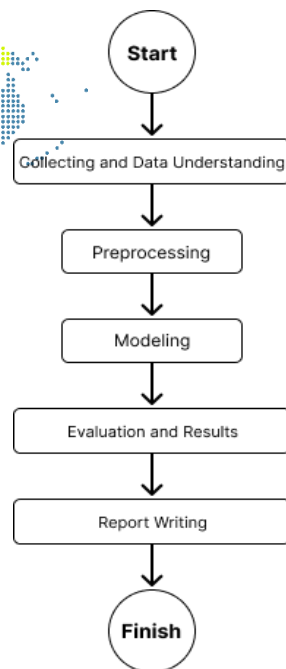 Start
Collecting and Data Understanding
Preprocessing
Modeling
Evaluation and Results
Report Writing
Finish